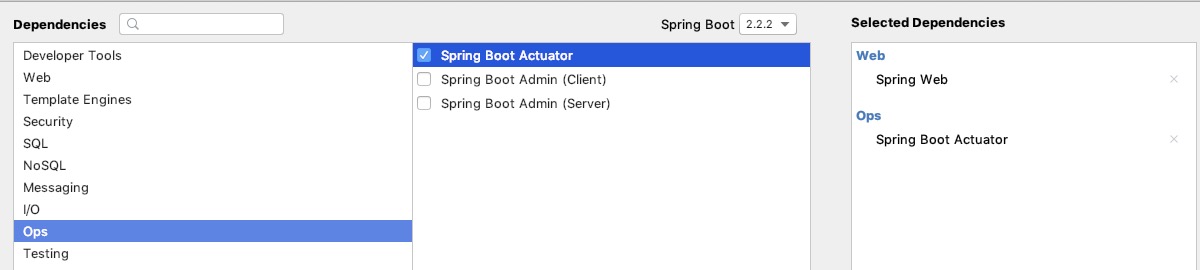 Dependencies
Spring Boot 2.2.2
Selected Dependencies
Developer Tools
Web
Template Engines
Security
SQL
NoSQL
Messaging
I/O
Ops
Testing
Spring Boot Actuator
Spring Boot Admin (Client)
Spring Boot Admin (Server)
Web
Spring Web
Ops
Spring Boot Actuator